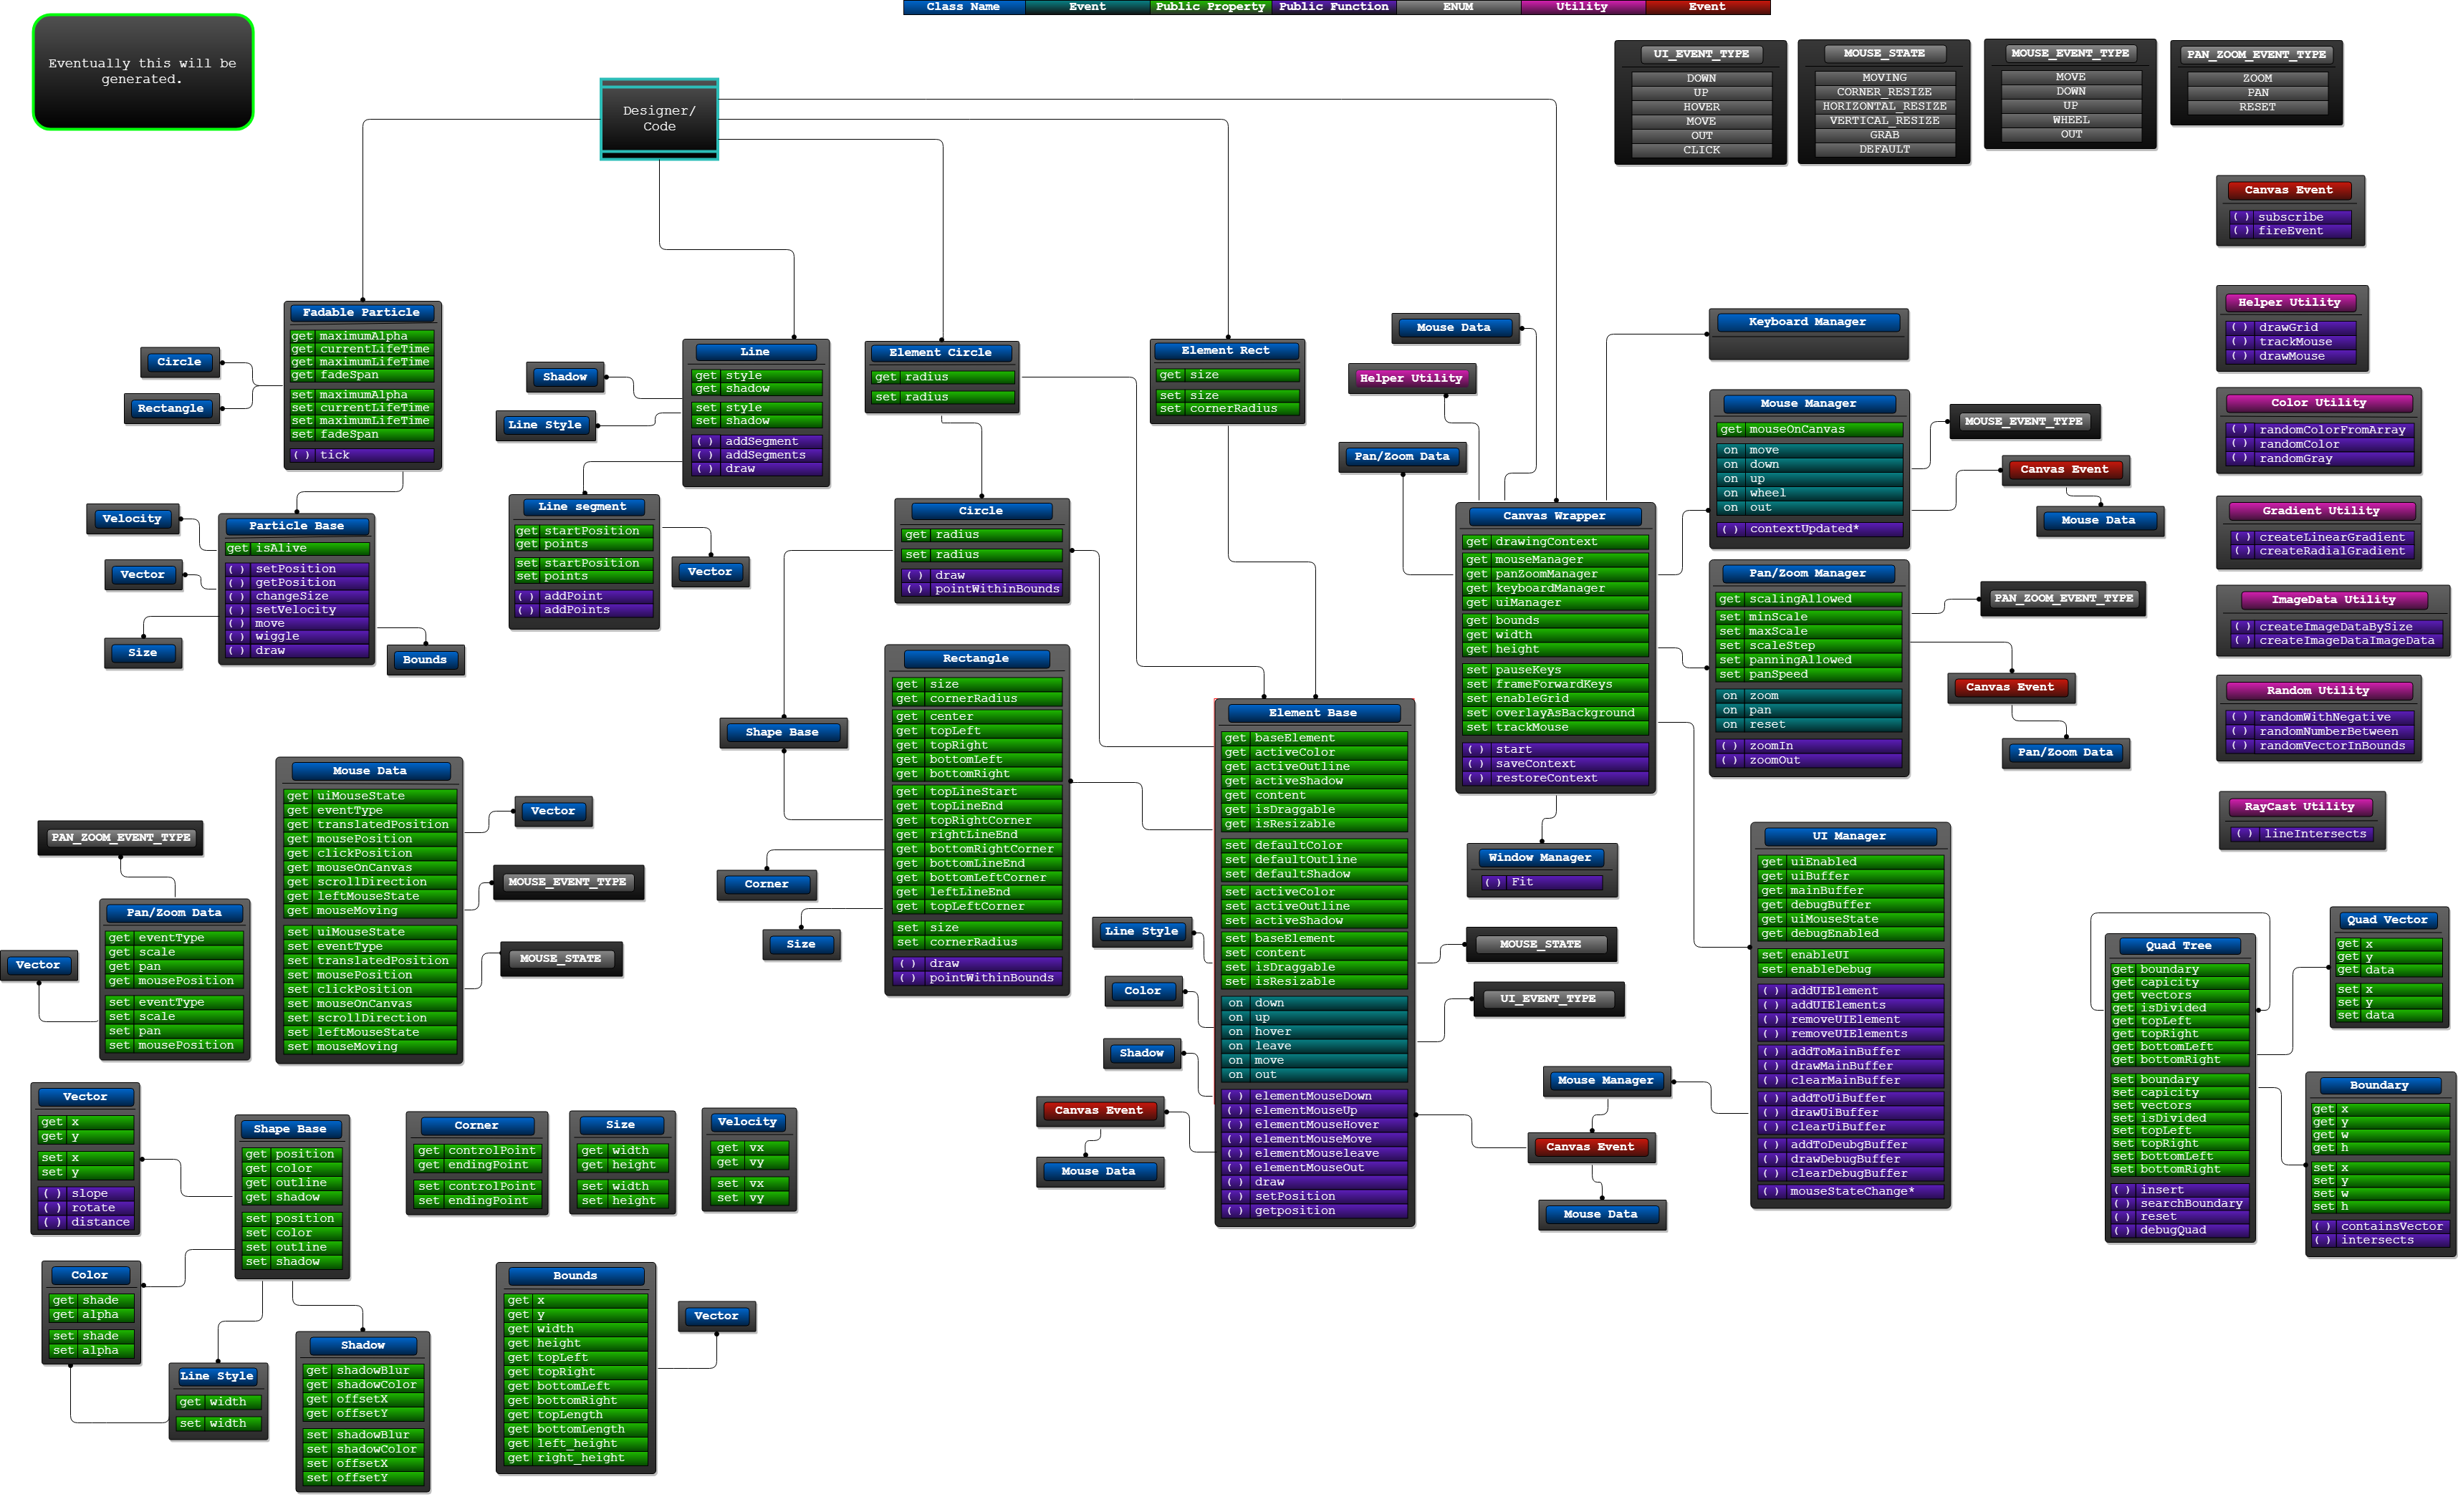 Class Name
Event
Public Property
Public Function
ENUM
Utility
Event
Eventually this will be
generated.
Designer/
Code
UI_EVENT_TYPE
DOWN
UP
HOVER
MOVE
OUT
CLICK
MOUSE_STATE
MOVING
CORNER_RESIZE
HORIZONTAL_RESIZE
VERTICAL_RESIZE
GRAB
DEFAULT
MOUSE_EVENT_TYPE
MOVE
DOWN
UP
WHEEL
OUT
PAN_ZOOM_EVENT_TYPE
ZOOM
PAN
RESET
Canvas Event
( ) subscribe
( ) fireEvent
Helper Utility
( ) drawGrid
( ) trackMouse
( ) drawMouse
Color Utility
( ) randomColorFromArray
( ) randomColor
( ) randomGray
Gradient Utility
( ) createLinearGradient
( ) createRadialGradient
ImageData Utility
( ) createImageDataBySize
( ) createImageDataImageData
Random Utility
( ) randomWithNegative
( ) randomNumberBetween
( ) randomVectorInBounds
RayCast Utility
( ) lineIntersects
Fadable Particle
get maximumAlpha
get currentLifeTime
get maximumLifeTime
get fadeSpan
set maximumAlpha
set currentLifeTime
set maximumLifeTime
set fadeSpan
( ) tick
Circle
Rectangle
Velocity
Vector
Size
Particle Base
get isAlive
( ) setPosition
( ) getPosition
( ) changeSize
( ) setVelocity
( ) move
( ) wiggle
( ) draw
Bounds
Shadow
Line Style
Line
get style
get shadow
set style
set shadow
( ) addSegment
( ) addSegments
( ) draw
Line segment
get startPosition
get points
set startPosition
set points
( ) addPoint
( ) addPoints
Vector
Element Circle
get radius
set radius
Circle
get radius
set radius
( ) draw
( ) pointWithinBounds
Element Rect
get size
set size
set cornerRadius
Shape Base
Corner
Size
Rectangle
get size
get cornerRadius
get center
get topLeft
get topRight
get bottomLeft
get bottomRight
get topLineStart
get topLineEnd
get topRightCorner
get rightLineEnd
get bottomRightCorner
get bottomLineEnd
get bottomLeftCorner
get leftLineEnd
get topLeftCorner
set size
set cornerRadius
( ) draw
( ) pointWithinBounds
Mouse Data
Helper Utility
Pan/Zoom Data
Canvas Wrapper
get drawingContext
get mouseManager
get panZoomManager
get keyboardManager
get uiManager
get bounds
get width
get height
set pauseKeys
set frameForwardKeys
set enableGrid
set overlayAsBackground
set trackMouse
( ) start
( ) saveContext
( ) restoreContext
Window Manager
( ) Fit
Keyboard Manager
Mouse Manager
get mouseOnCanvas
on move
on down
on up
on wheel
on out
( ) contextUpdated*
MOUSE_EVENT_TYPE
Canvas Event
Mouse Data
Pan/Zoom Manager
get scalingAllowed
set minScale
set maxScale
set scaleStep
set panningAllowed
set panSpeed
on zoom
on pan
on reset
( ) zoomIn
( ) zoomOut
PAN_ZOOM_EVENT_TYPE
Canvas Event
Pan/Zoom Data
Element Base
get baseElement
get activeColor
get activeOutline
get activeShadow
get content
get isDraggable
get isResizable
set defaultColor
set defaultOutline
set defaultShadow
set activeColor
set activeOutline
set activeShadow
set baseElement
set content
set isDraggable
set isResizable
on down
on up
on hover
on leave
on move
on out
( ) elementMouseDown
( ) elementMouseUp
( ) elementMouseHover
( ) elementMouseMove
( ) elementMouseleave
( ) elementMouseOut
( ) draw
( ) setPosition
( ) getposition
Line Style
Color
Shadow
Canvas Event
Mouse Data
MOUSE_STATE
UI_EVENT_TYPE
Mouse Manager
Canvas Event
Mouse Data
UI Manager
get uiEnabled
get uiBuffer
get mainBuffer
get debugBuffer
get uiMouseState
get debugEnabled
set enableUI
set enableDebug
( ) addUIElement
( ) addUIElements
( ) removeUIElement
( ) removeUIElements
( ) addToMainBuffer
( ) drawMainBuffer
( ) clearMainBuffer
( ) addToUiBuffer
( ) drawUiBuffer
( ) clearUiBuffer
( ) addToDeubgBuffer
( ) drawDebugBuffer
( ) clearDebugBuffer
( ) mouseStateChange*
Quad Tree
get boundary
get capicity
get vectors
get isDivided
get topLeft
get topRight
get bottomLeft
get bottomRight
set boundary
set capicity
set vectors
set isDivided
set topLeft
set topRight
set bottomLeft
set bottomRight
( ) insert
( ) searchBoundary
( ) reset
( ) debugQuad
Quad Vector
get x
get y
get data
set x
set y
set data
Boundary
get x
get y
get w
get h
set x
set y
set w
set h
( ) containsVector
( ) intersects
Mouse Data
get uiMouseState
get eventType
get translatedPosition
get mousePosition
get clickPosition
get mouseOnCanvas
get scrollDirection
get leftMouseState
get mouseMoving
set uiMouseState
set eventType
set translatedPosition
set mousePosition
set clickPosition
set mouseOnCanvas
set scrollDirection
set leftMouseState
set mouseMoving
Vector
MOUSE_EVENT_TYPE
MOUSE_STATE
PAN_ZOOM_EVENT_TYPE
Vector
Pan/Zoom Data
get eventType
get scale
get pan
get mousePosition
set eventType
set scale
set pan
set mousePosition
Vector
get x
get y
set x
set y
( ) slope
( ) rotate
( ) distance
Shape Base
get position
get color
get outline
get shadow
set position
set color
set outline
set shadow
Color
get shade
get alpha
set shade
set alpha
Line Style
get width
set width
Shadow
get shadowBlur
get shadowColor
get offsetX
get offsetY
set shadowBlur
set shadowColor
set offsetX
set offsetY
Corner
get controlPoint
get endingPoint
set controlPoint
set endingPoint
Size
get width
get height
set width
set height
Velocity
get vx
get vy
set vx
set vy
Bounds
get x
get y
get width
get height
get topLeft
get topRight
get bottomLeft
get bottomRight
get topLength
get bottomLength
get left_height
get right_height
Vector